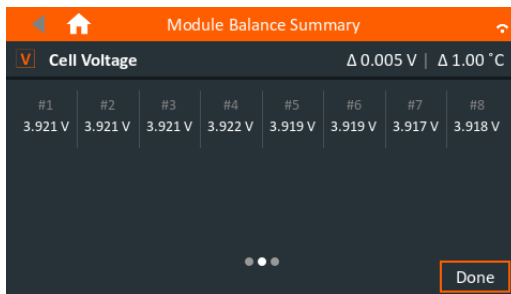 Module Balance Summary
V Cell Voltage Δ 0.005 V | Δ 1.00 °C
#1 #2 #3 #4 #5 #6 #7 #8
3.921 V 3.921 V 3.921 V 3.922 V 3.919 V 3.919 V 3.917 V 3.918 V
Done